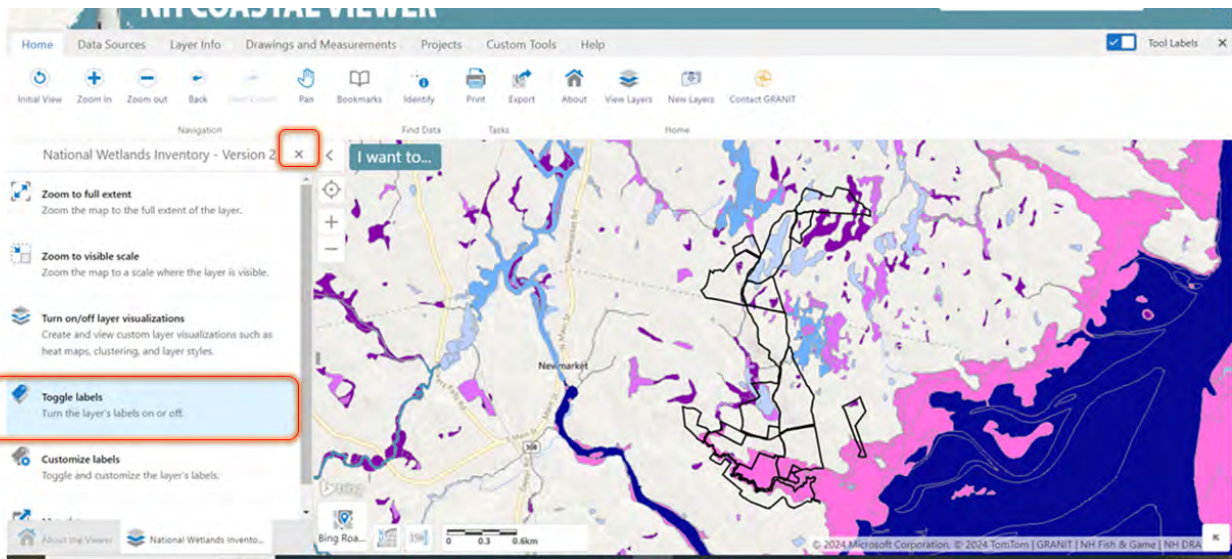 NH COASTAL VIEWER
Home Data Sources Layer Info Drawings and Measurements Projects Custom Tools Help Tool Labels
Initial View Zoom In Zoom out Back Pan Bookmarks Identify Print Export About View Layers New Layers Contact GRANIT
Navigation Find Data Tasks Home
National Wetlands Inventory - Version 2
I want to...
Zoom to full extent
Zoom the map to the full extent of the layer.
Zoom to visible scale
Zoom the map to a scale where the layer is visible.
Turn on/off layer visualizations
Create and view custom layer visualizations such as
heat maps, clustering, and layer styles.
Toggle labels
Turn the layer's labels on or off.
Customize labels
Toggle and customize the layer's labels.
Newmarket
N Main St
S Main St
108
Bing
About the Viewer National Wetlands Invento...
Bing Roa...
0 0.3 0.6km
© 2024 Microsoft Corporation, © 2024 TomTom | GRANIT | NH Fish & Game | NH DRA